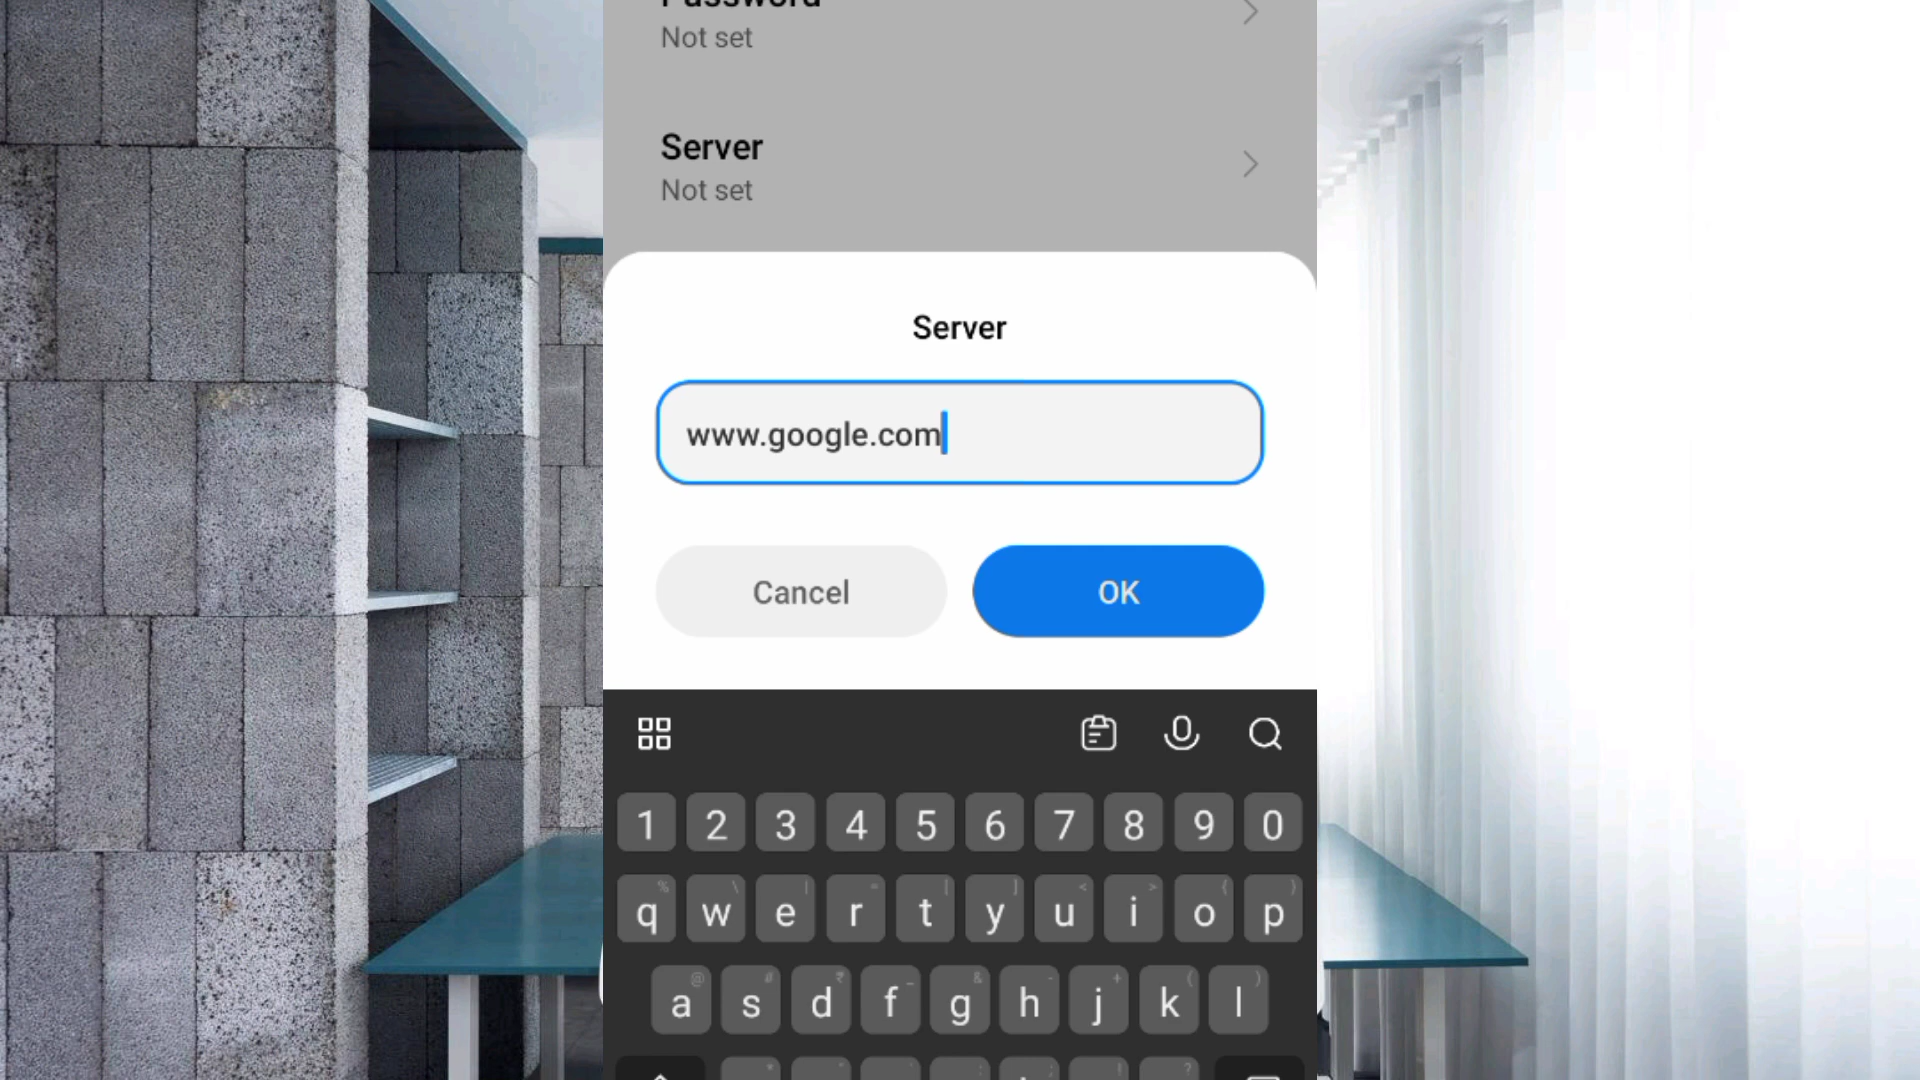 Password
Not set
Server
Not set
Server
www.google.com
Cancel
OK
1 2 3 4 5 6 7 8 9 0
q w e r t y u i o p
a s d f g h j k l